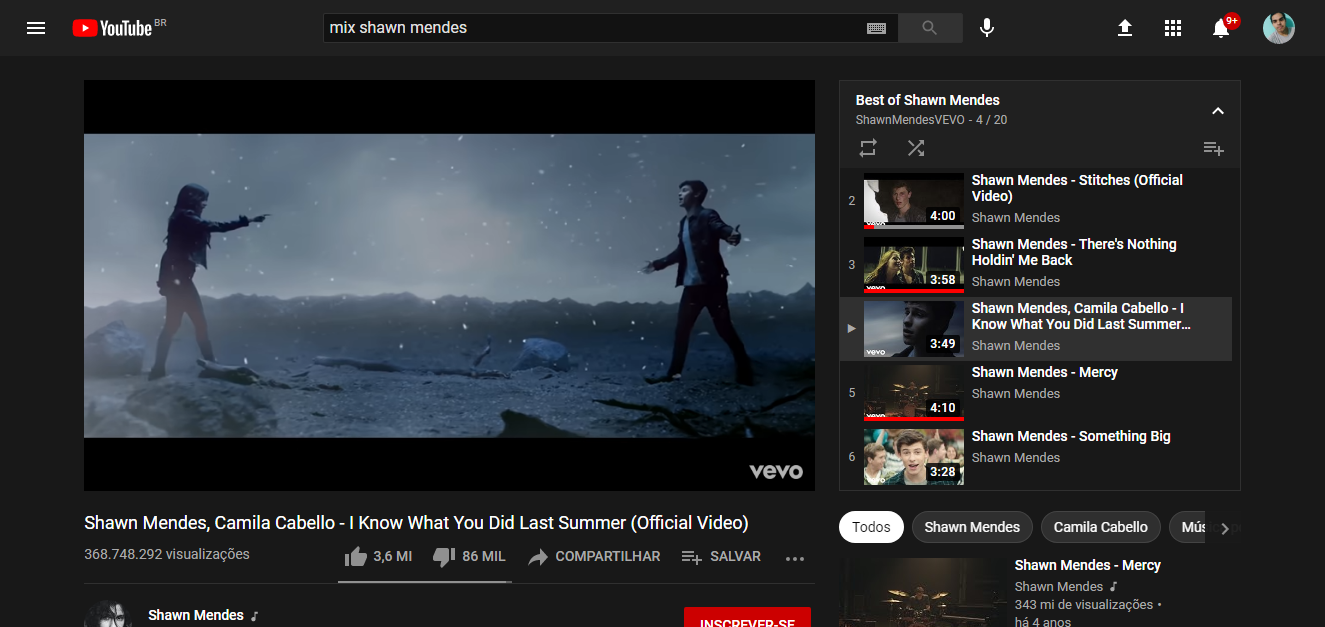 YouTube BR
mix shawn mendes
9+
vevo
Shawn Mendes, Camila Cabello - I Know What You Did Last Summer (Official Video)
368.748.292 visualizações
3,6 MI
86 MIL
COMPARTILHAR
SALVAR
Shawn Mendes
INSCREVER-SE
Best of Shawn Mendes
ShawnMendesVEVO - 4 / 20
2
4:00
Shawn Mendes - Stitches (Official
Video)
Shawn Mendes
3
vevo
3:58
Shawn Mendes - There's Nothing
Holdin' Me Back
Shawn Mendes
vevo
3:49
Shawn Mendes, Camila Cabello - I
Know What You Did Last Summer...
Shawn Mendes
5
vevo
4:10
Shawn Mendes - Mercy
Shawn Mendes
6
3:28
Shawn Mendes - Something Big
Shawn Mendes
Todos
Shawn Mendes
Camila Cabello
Shawn Mendes - Mercy
Shawn Mendes
343 mi de visualizações •
há 4 anos